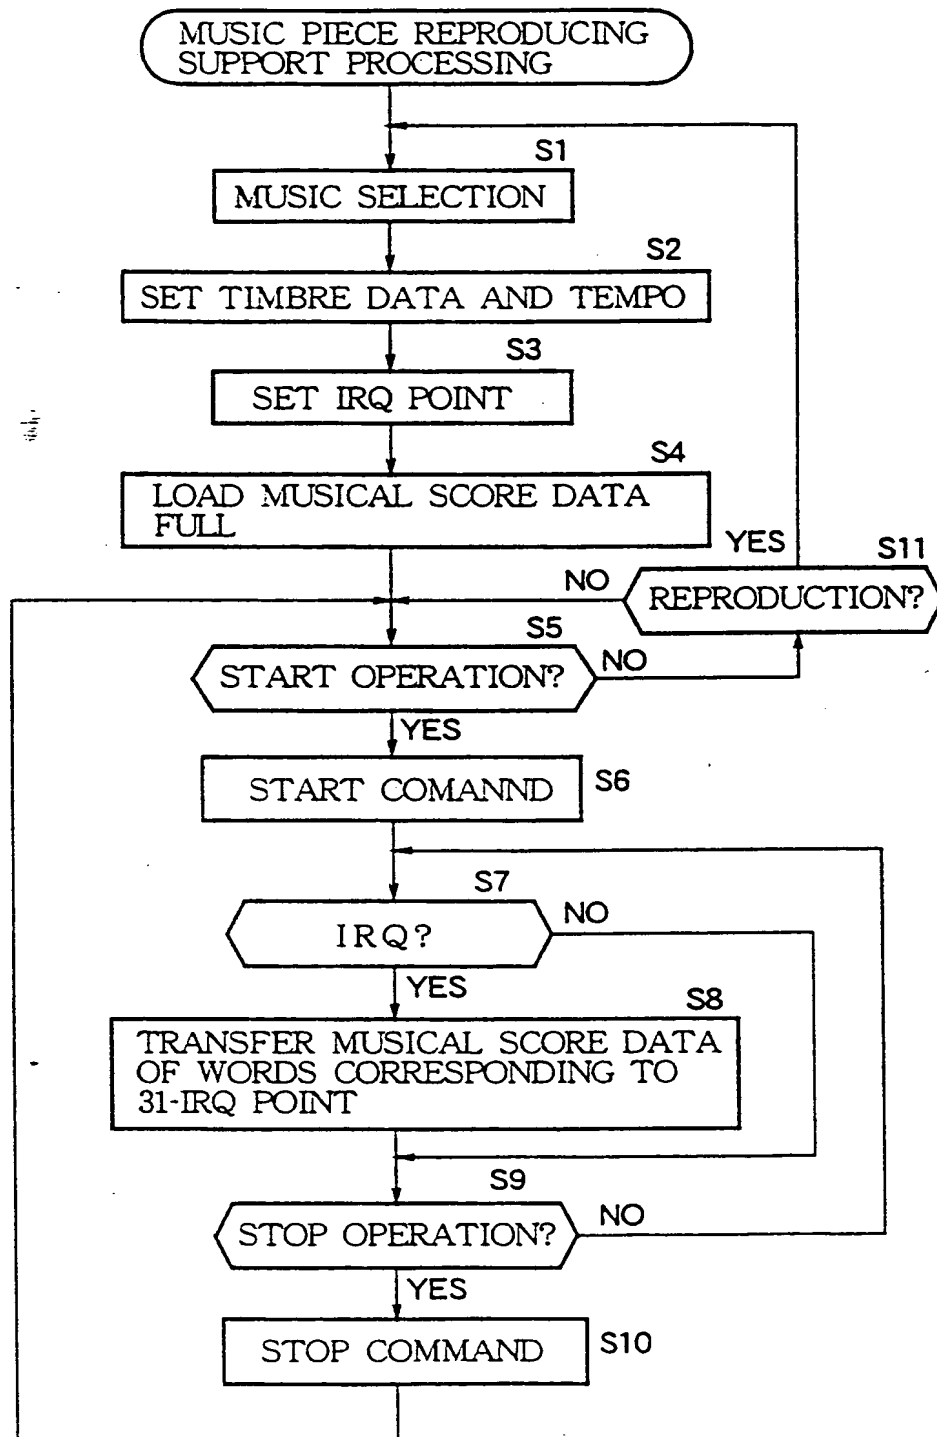 MUSIC PIECE REPRODUCING
SUPPORT PROCESSING
S1
MUSIC SELECTION
S2
SET TIMBRE DATA AND TEMPO
S3
SET IRQ POINT
S4
LOAD MUSICAL SCORE DATA
FULL
YES
S11
NO
REPRODUCTION?
S5
START OPERATION?
NO
YES
START COMANND
S6
S7
IRQ?
NO
YES
S8
TRANSFER MUSICAL SCORE DATA
OF WORDS CORRESPONDING TO
31-IRQ POINT
S9
STOP OPERATION?
NO
YES
STOP COMMAND
S10